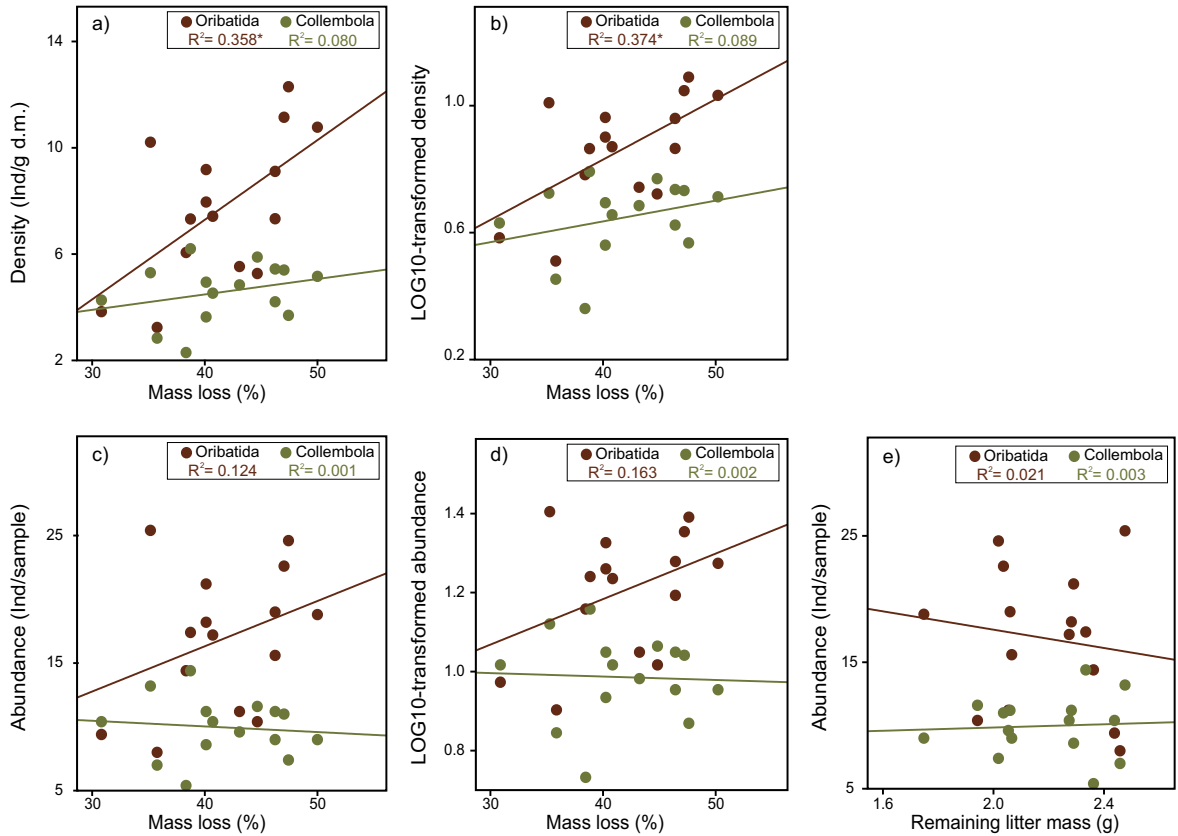 a)
Oribatida Collembola
R²= 0.358* R²= 0.080
14
10
6
2
Density (Ind/g d.m.)
30 40 50
Mass loss (%)
b)
Oribatida Collembola
R²= 0.374* R²= 0.089
1.0
0.6
0.2
LOG10-transformed density
30 40 50
Mass loss (%)
c)
Oribatida Collembola
R²= 0.124 R²= 0.001
25
15
5
Abundance (Ind/sample)
30 40 50
Mass loss (%)
d)
Oribatida Collembola
R²= 0.163 R²= 0.002
1.4
1.2
1.0
0.8
LOG10-transformed abundance
30 40 50
Mass loss (%)
e)
Oribatida Collembola
R²= 0.021 R²= 0.003
25
15
5
Abundance (Ind/sample)
1.6 2.0 2.4
Remaining litter mass (g)